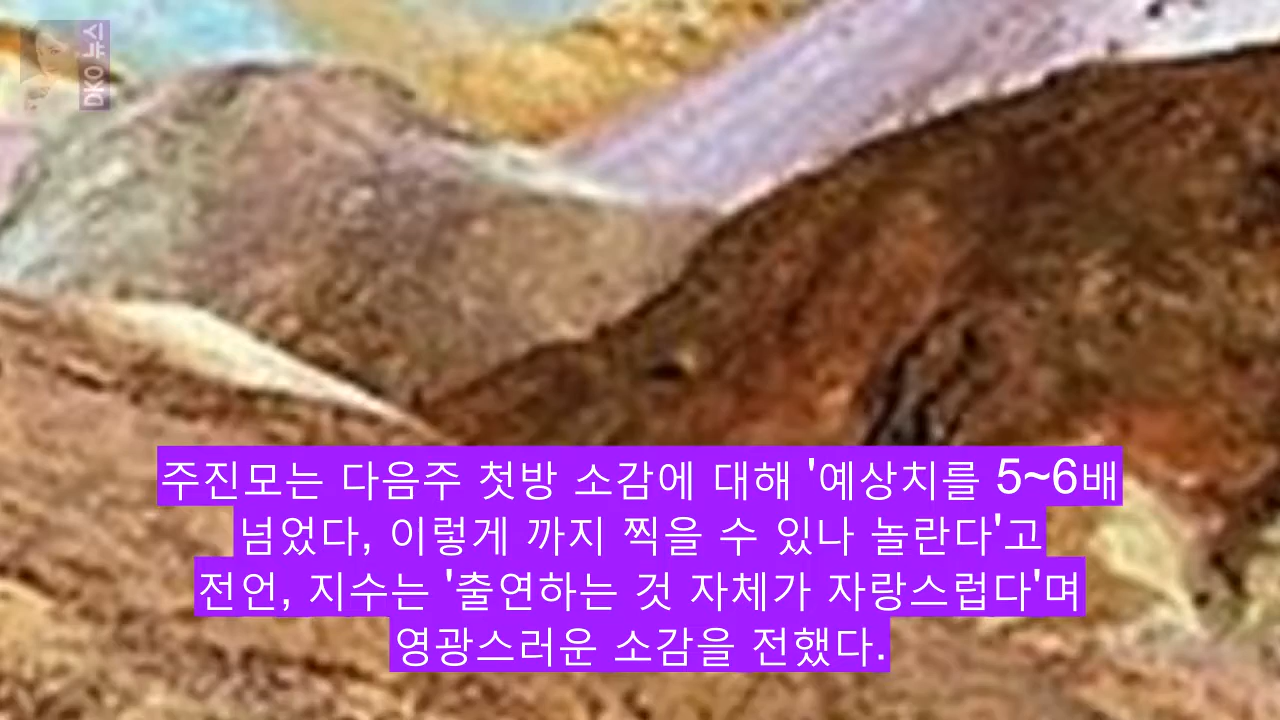 DKO 뉴스
주진모는 다음주 첫방 소감에 대해 '예상치를 5~6배
넘었다, 이렇게 까지 찍을 수 있나 놀란다'고
전언, 지수는 '출연하는 것 자체가 자랑스럽다'며
영광스러운 소감을 전했다.